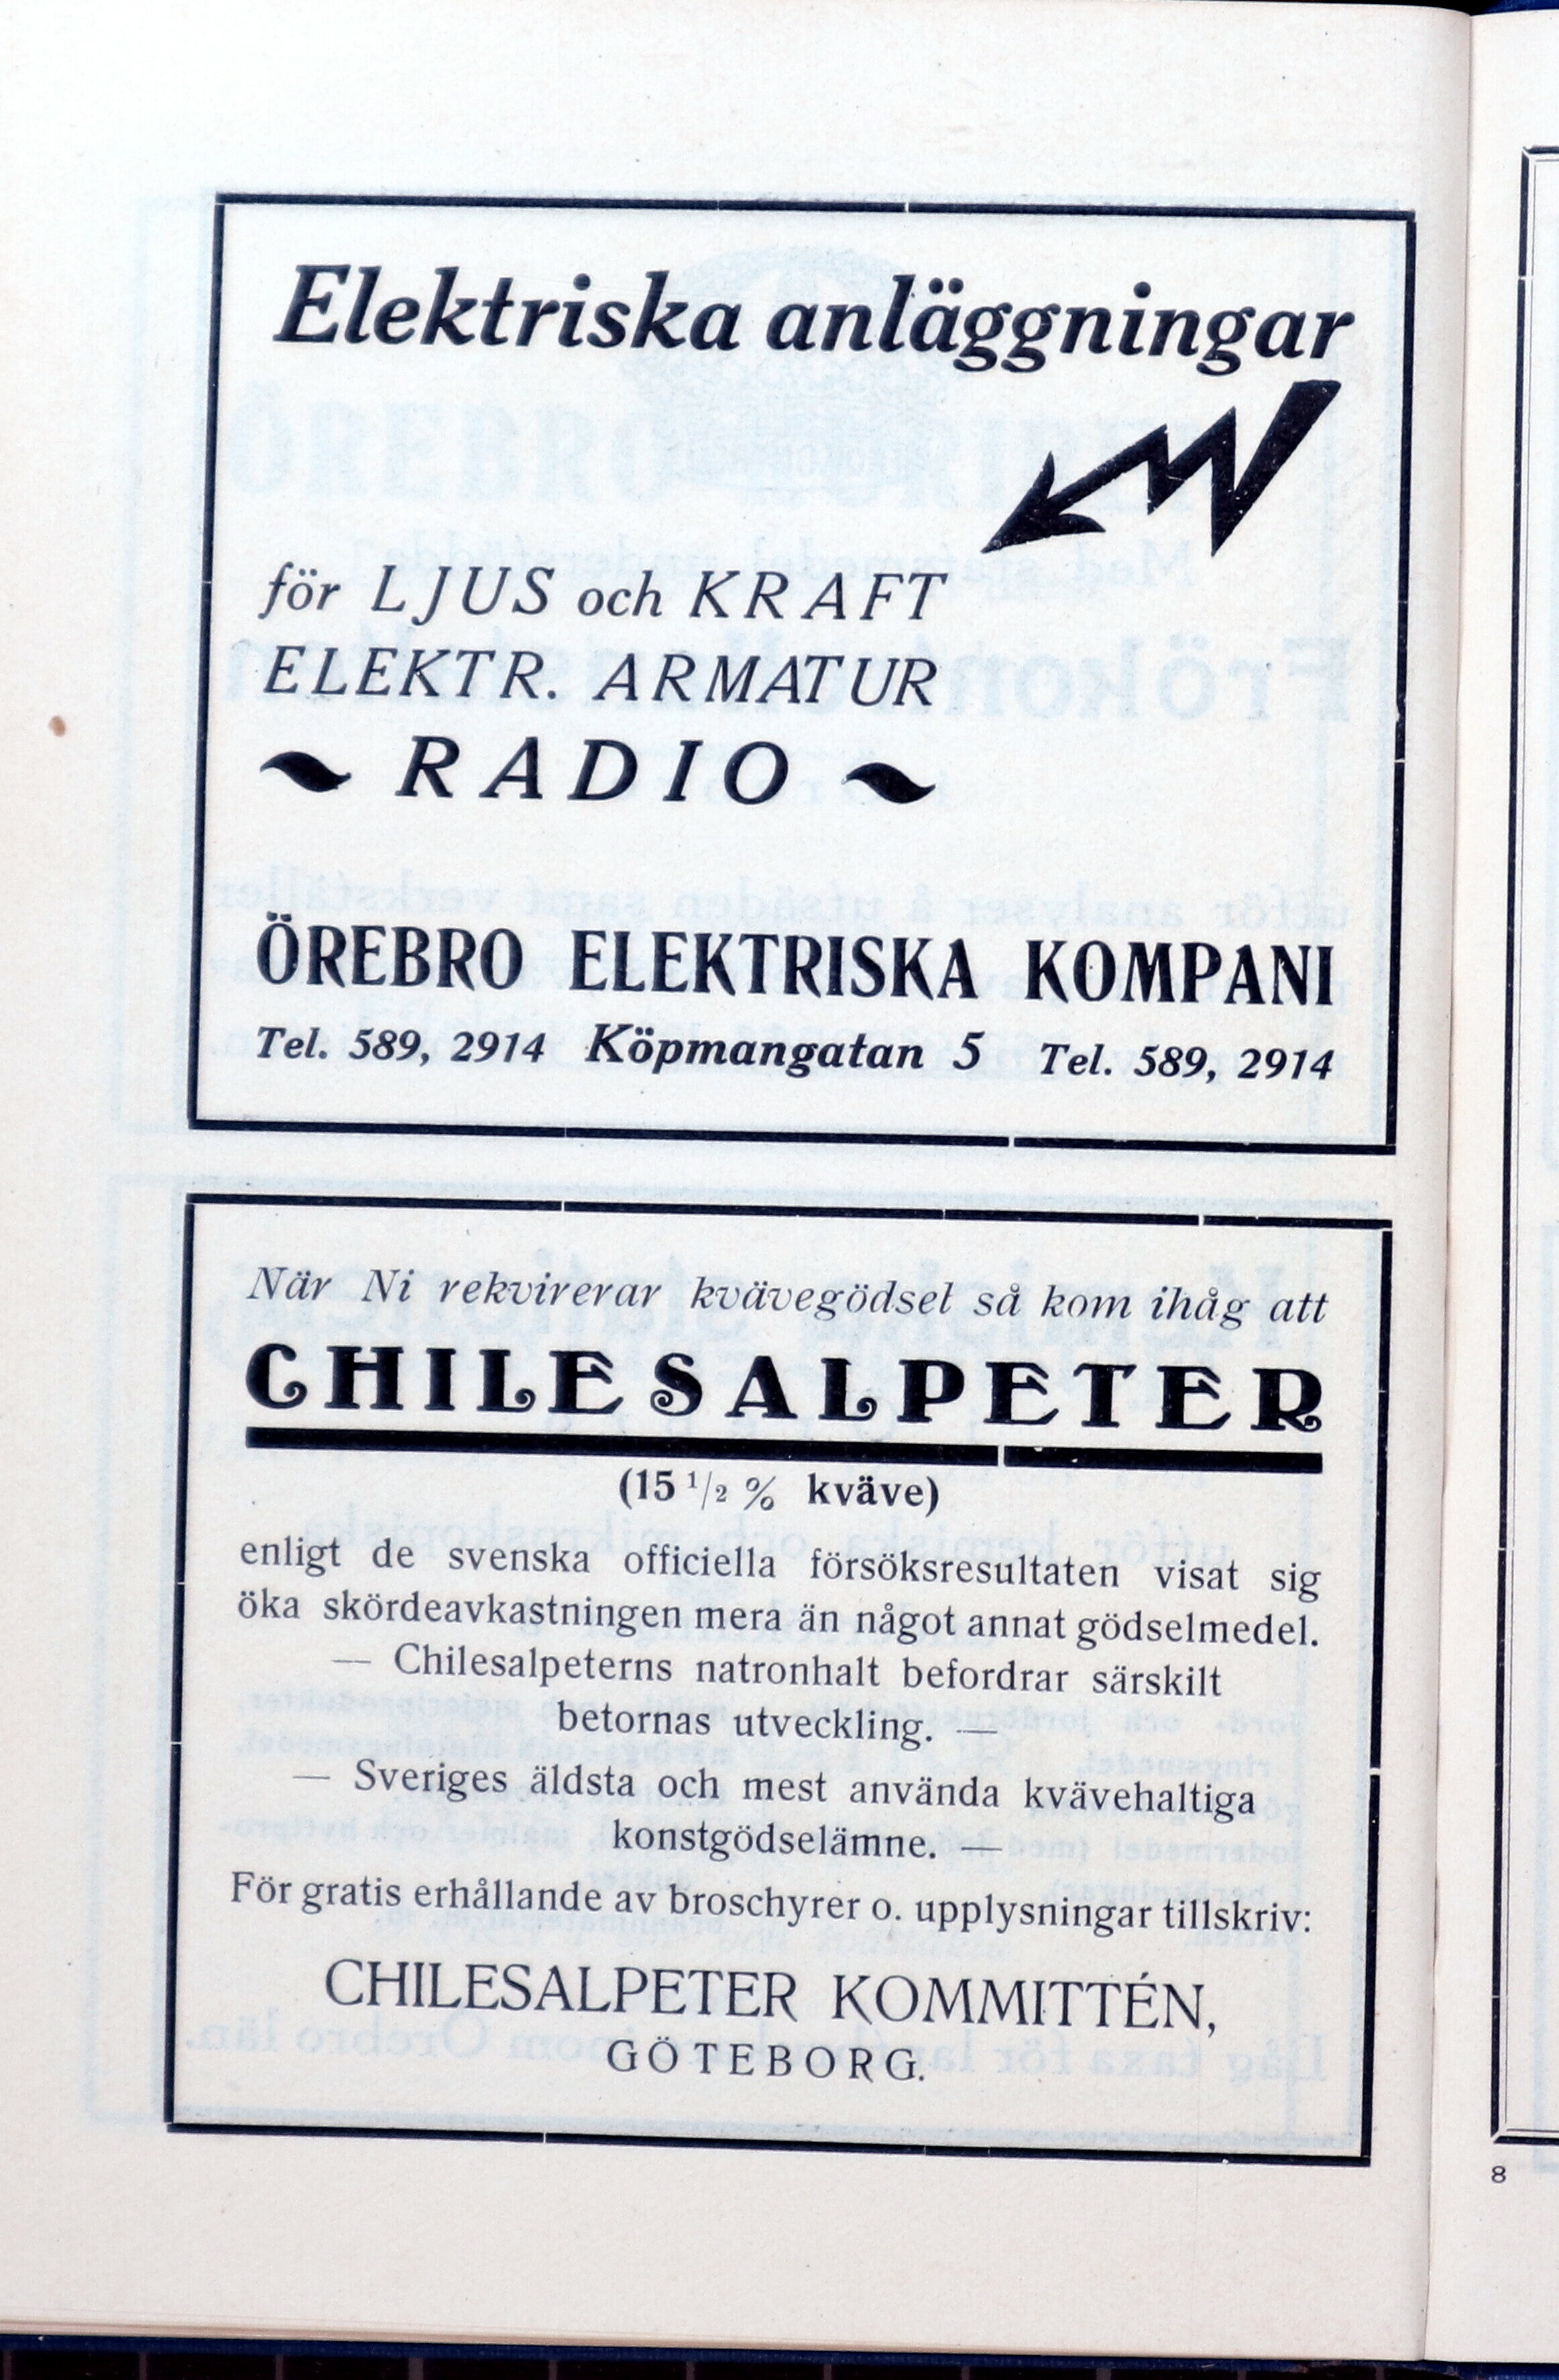 Elektriska anläggningar
för LJUS och KRAFT
ELEKTR. ARMATUR
~ RADIO ~
ÖREBRO ELEKTRISKA KOMPANI
Tel. 589, 2914 Köpmangatan 5 Tel. 589, 2914
När Ni rekvirerar kvävegödsel så kom ihåg att
CHILESALPETER
(15 1/2 % kväve)
enligt de svenska officiella försöksresultaten visat sig
öka skördeavkastningen mera än något annat gödselmedel.
— Chilesalpeterns natronhalt befordrar särskilt
betornas utveckling. —
— Sveriges äldsta och mest använda kvävehaltiga
konstgödselämne. —
För gratis erhållande av broschyrer o. upplysningar tillskriv:
CHILESALPETER KOMMITTÉN,
GÖTEBORG.
8